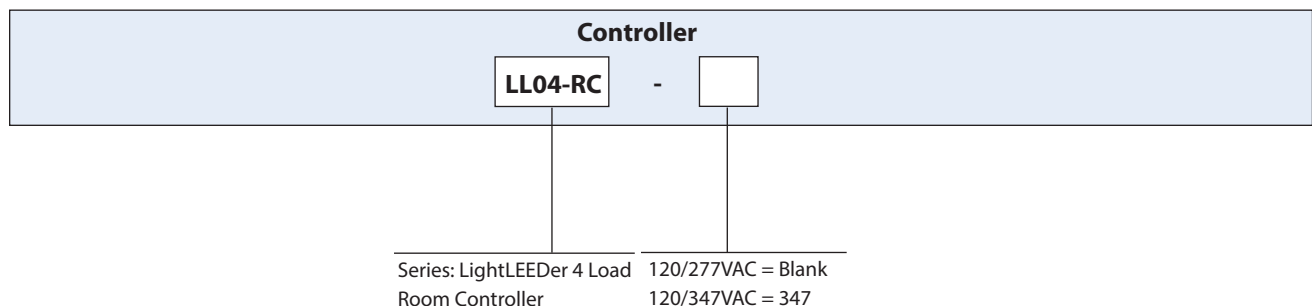 Controller
LL04-RC -
Series: LightLEEDer 4 Load
Room Controller
120/277VAC = Blank
120/347VAC = 347